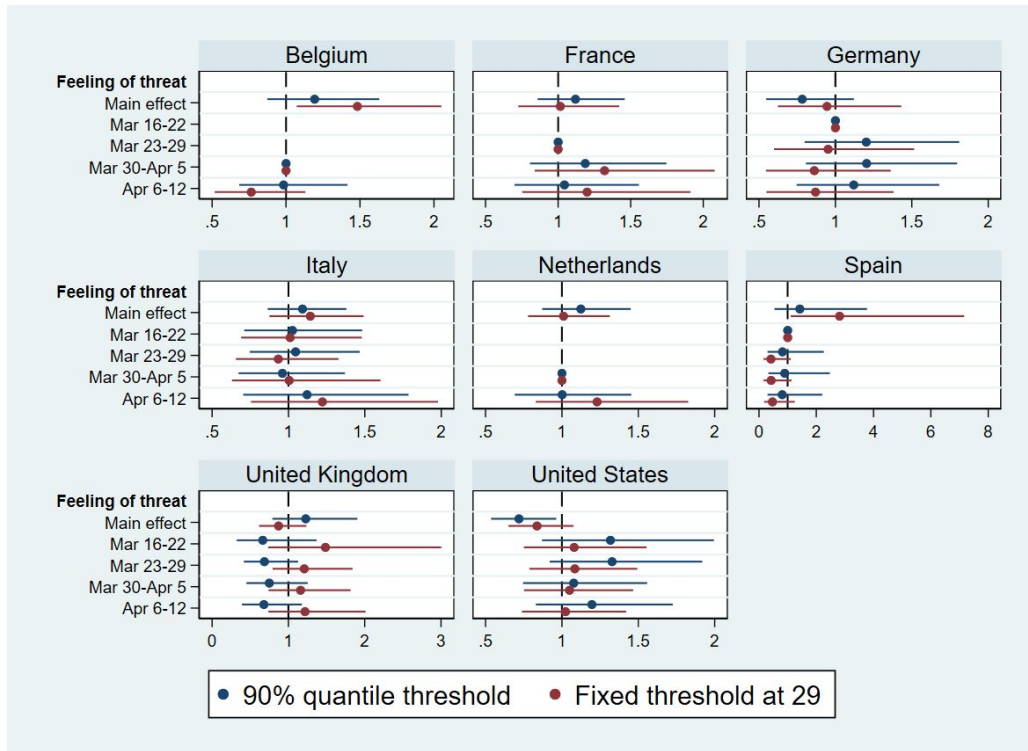 Belgium France Germany
Feeling of threat
Main effect
Mar 16-22
Mar 23-29
Mar 30-Apr 5
Apr 6-12
.5 1 1.5 2 .5 1 1.5 2 .5 1 1.5 2
Italy Netherlands Spain
Feeling of threat
Main effect
Mar 16-22
Mar 23-29
Mar 30-Apr 5
Apr 6-12
.5 1 1.5 2 .5 1 1.5 2 0 2 4 6 8
United Kingdom United States
Feeling of threat
Main effect
Mar 16-22
Mar 23-29
Mar 30-Apr 5
Apr 6-12
0 1 2 3 .5 1 1.5 2
90% quantile threshold Fixed threshold at 29